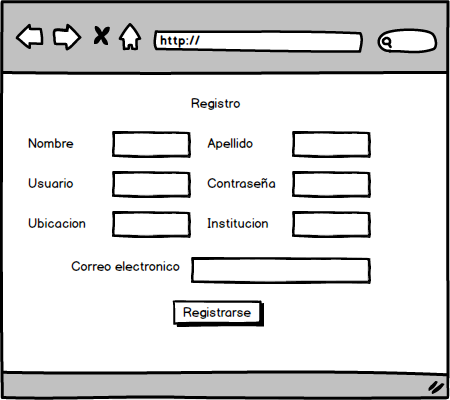 http://
Registro
Nombre Apellido
Usuario Contraseña
Ubicacion Institucion
Correo electronico
Registrarse